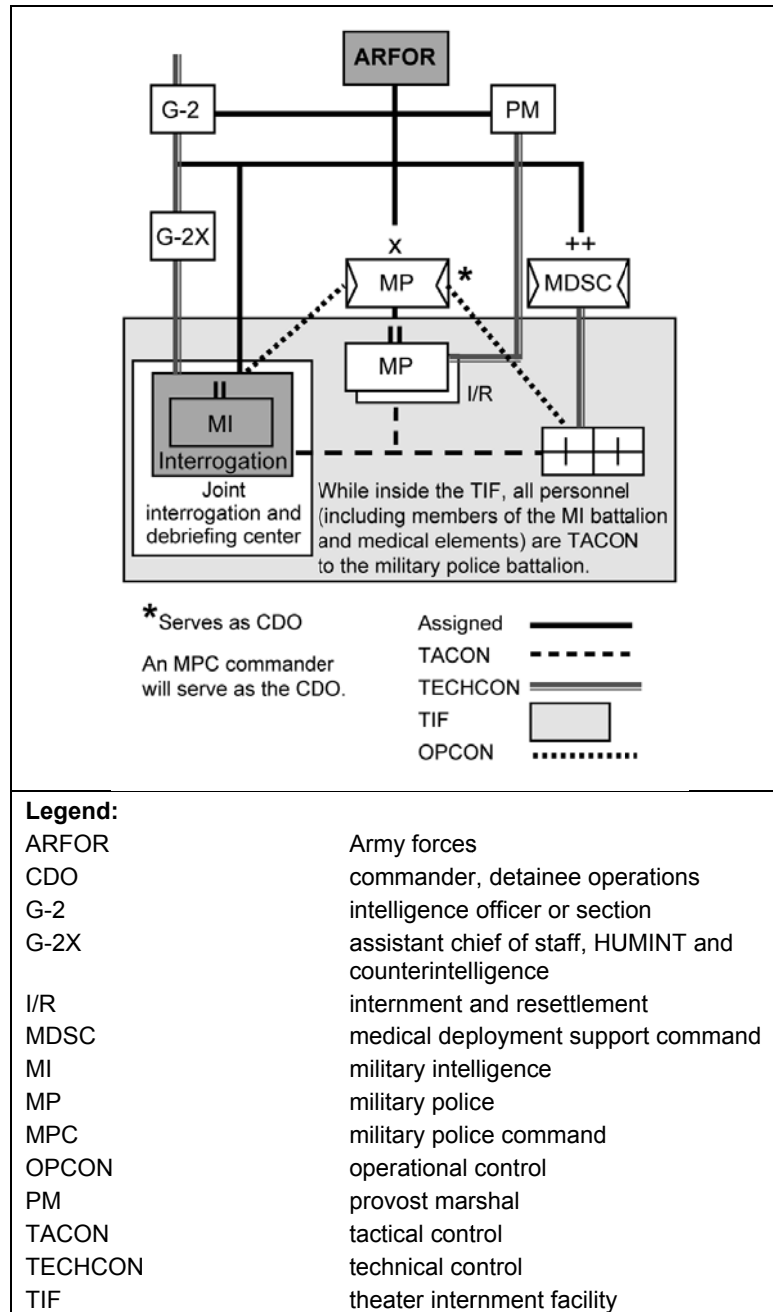 ARFOR
G-2
PM
G-2X
X
++
MP
*
MDSC
II
MP
I/R
II
MI
Interrogation
Joint
interrogation and
debriefing center
While inside the TIF, all personnel
(including members of the MI battalion
and medical elements) are TACON
to the military police battalion.
*Serves as CDO
An MPC commander
will serve as the CDO.
Assigned
TACON
TECHCON
TIF
OPCON
Legend:
ARFOR Army forces
CDO commander, detainee operations
G-2 intelligence officer or section
G-2X assistant chief of staff, HUMINT and
counterintelligence
I/R internment and resettlement
MDSC medical deployment support command
MI military intelligence
MP military police
MPC military police command
OPCON operational control
PM provost marshal
TACON tactical control
TECHCON technical control
TIF theater internment facility